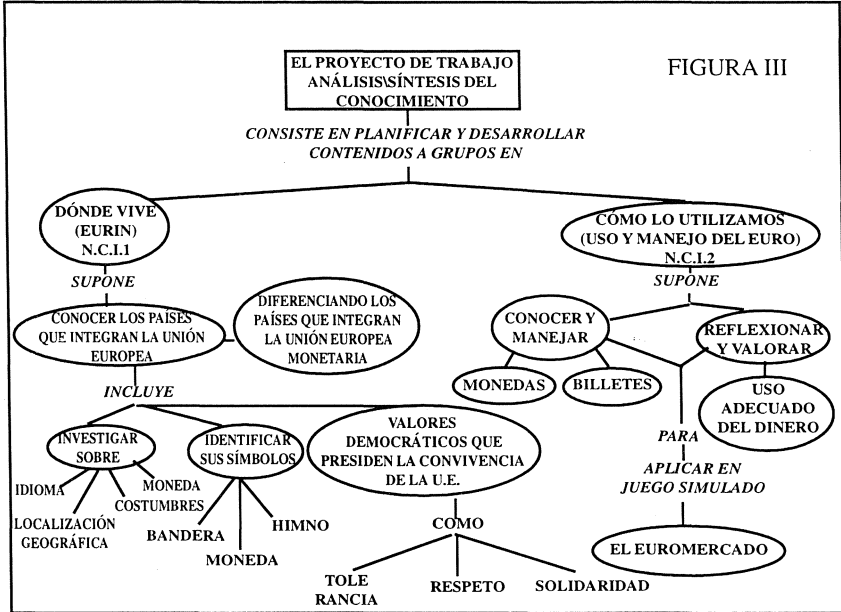 FIGURA III
EL PROYECTO DE TRABAJO
ANÁLISIS\SÍNTESIS DEL
CONOCIMIENTO
CONSISTE EN PLANIFICAR Y DESARROLLAR
CONTENIDOS A GRUPOS EN
DÓNDE VIVE
(EURIN)
N.C.I.1
SUPONE
CONOCER LOS PAÍSES
QUE INTEGRAN LA UNIÓN
EUROPEA
DIFERENCIANDO LOS
PAÍSES QUE INTEGRAN
LA UNIÓN EUROPEA
MONETARIA
INCLUYE
INVESTIGAR
SOBRE
IDIOMA
LOCALIZACIÓN
GEOGRÁFICA
COSTUMBRES
MONEDA
IDENTIFICAR
SUS SÍMBOLOS
BANDERA
MONEDA
HIMNO
VALORES
DEMOCRÁTICOS QUE
PRESIDEN LA CONVIVENCIA
DE LA U.E.
COMO
TOLE
RANCIA
RESPETO
SOLIDARIDAD
CÓMO LO UTILIZAMOS
(USO Y MANEJO DEL EURO)
N.C.I.2
SUPONE
CONOCER Y
MANEJAR
MONEDAS
BILLETES
REFLEXIONAR
Y VALORAR
USO
ADECUADO
DEL DINERO
PARA
APLICAR EN
JUEGO SIMULADO
EL EUROMERCADO